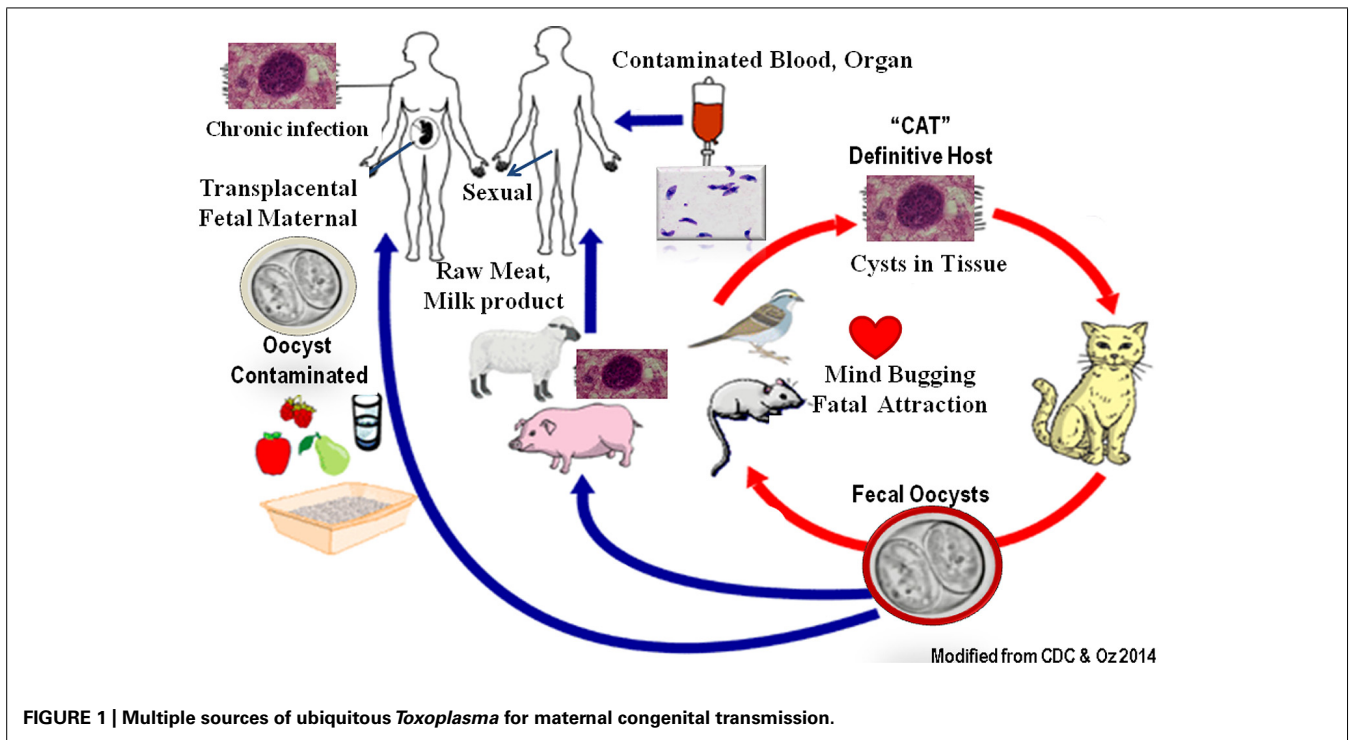 Contaminated Blood, Organ
Chronic infection
"CAT"
Definitive Host
Transplacental
Fetal Maternal
Sexual
Cysts in Tissue
Raw Meat,
Milk product
Oocyst
Contaminated
Mind Bugging
Fatal Attraction
Fecal Oocysts
Modified from CDC & Oz 2014
FIGURE 1 | Multiple sources of ubiquitous Toxoplasma for maternal congenital transmission.